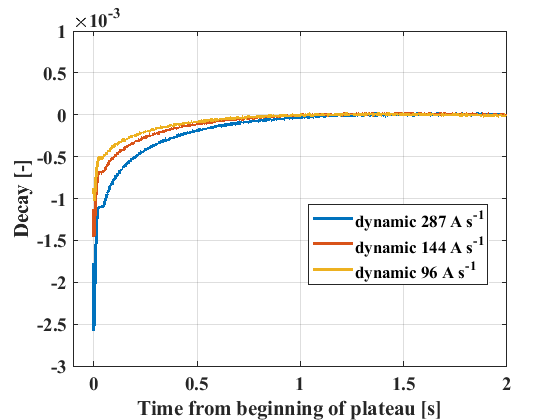 ×10⁻³
1
0.5
0
-0.5
-1
-1.5
-2
-2.5
-3
Decay [-]
dynamic 287 A s⁻¹
dynamic 144 A s⁻¹
dynamic 96 A s⁻¹
0 0.5 1 1.5 2
Time from beginning of plateau [s]